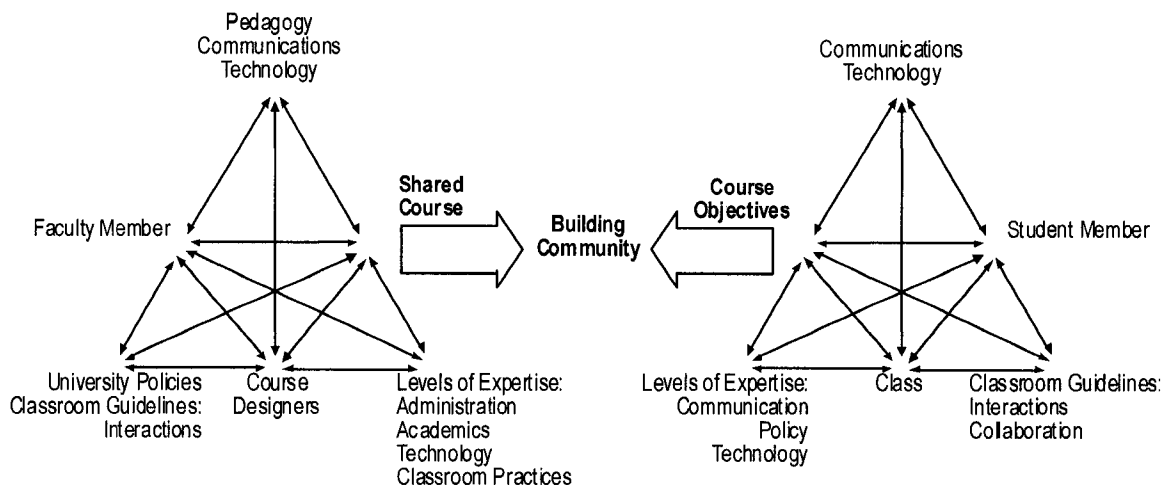 Pedagogy
Communications
Technology
Communications
Technology
Shared
Course
Course
Objectives
Faculty Member
Building
Community
Student Member
University Policies
Classroom Guidelines:
Interactions
Course
Designers
Levels of Expertise:
Administration
Academics
Technology
Classroom Practices
Levels of Expertise:
Communication
Policy
Technology
Class
Classroom Guidelines:
Interactions
Collaboration